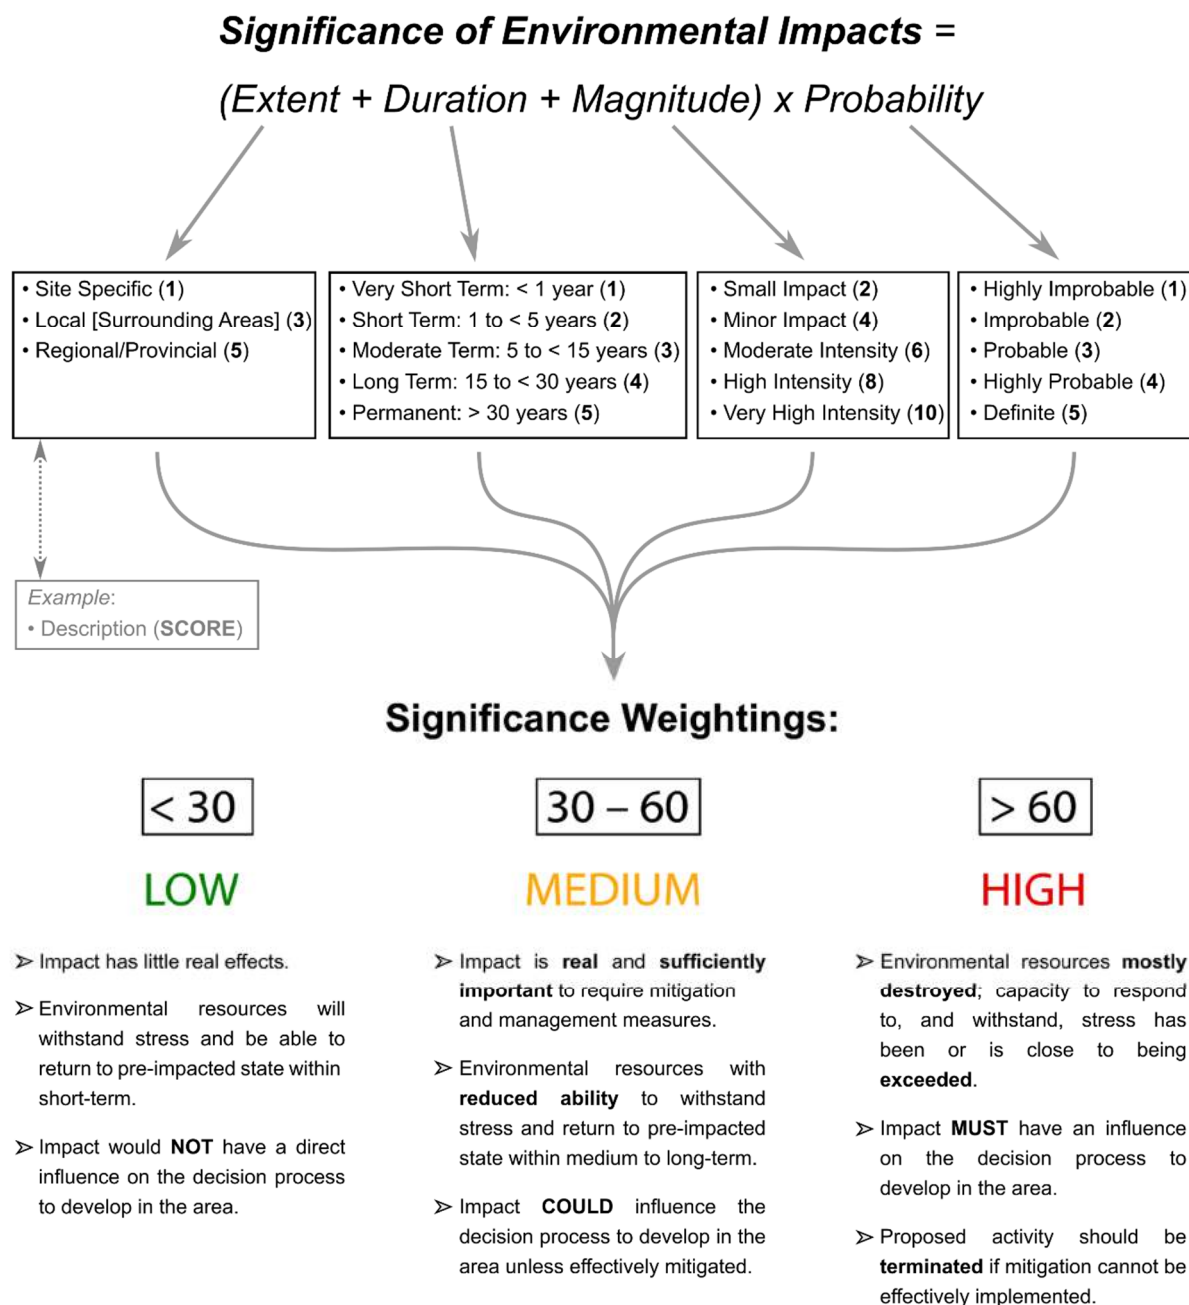 Significance of Environmental Impacts =
(Extent + Duration + Magnitude) x Probability
• Site Specific (1)
• Local [Surrounding Areas] (3)
• Regional/Provincial (5)
• Very Short Term: < 1 year (1)
• Short Term: 1 to < 5 years (2)
• Moderate Term: 5 to < 15 years (3)
• Long Term: 15 to < 30 years (4)
• Permanent: > 30 years (5)
• Small Impact (2)
• Minor Impact (4)
• Moderate Intensity (6)
• High Intensity (8)
• Very High Intensity (10)
• Highly Improbable (1)
• Improbable (2)
• Probable (3)
• Highly Probable (4)
• Definite (5)
Example:
• Description (SCORE)
Significance Weightings:
< 30
LOW
➢ Impact has little real effects.
➢ Environmental resources will
withstand stress and be able to
return to pre-impacted state within
short-term.
➢ Impact would NOT have a direct
influence on the decision process
to develop in the area.
30 – 60
MEDIUM
➢ Impact is real and sufficiently
important to require mitigation
and management measures.
➢ Environmental resources with
reduced ability to withstand
stress and return to pre-impacted
state within medium to long-term.
➢ Impact COULD influence the
decision process to develop in the
area unless effectively mitigated.
> 60
HIGH
➢ Environmental resources mostly
destroyed; capacity to respond
to, and withstand, stress has
been or is close to being
exceeded.
➢ Impact MUST have an influence
on the decision process to
develop in the area.
➢ Proposed activity should be
terminated if mitigation cannot be
effectively implemented.